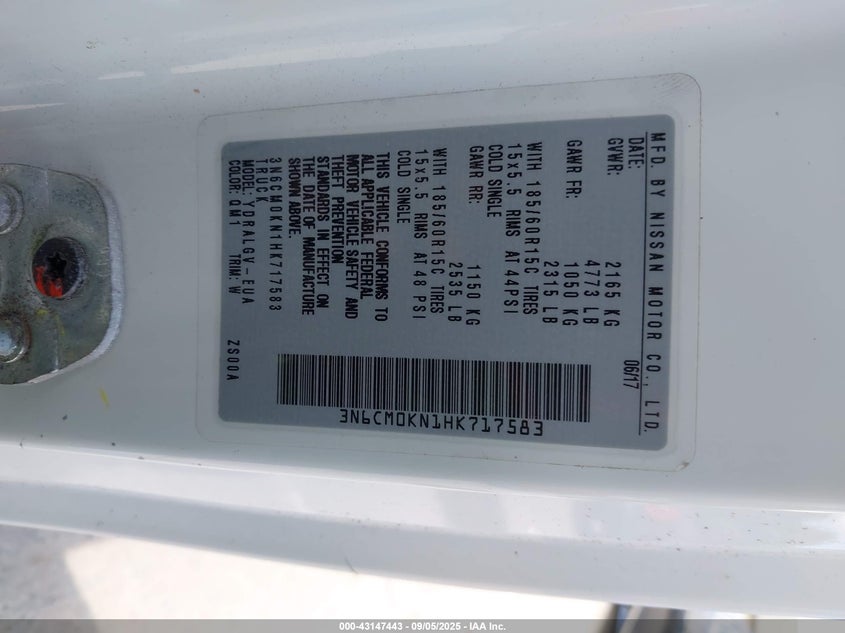 MFD. BY NISSAN MOTOR CO., LTD.
DATE: 06/17
GVWR: 2165 KG
4773 LB
GAWR FR: 1050 KG
2315 LB
WITH 185/60R15C TIRES
15x5.5 RIMS AT 44PSI
COLD SINGLE
GAWR RR: 1150 KG
2535 LB
WITH 185/60R15C TIRES
15x5.5 RIMS AT 48 PSI
COLD SINGLE
THIS VEHICLE CONFORMS TO
ALL APPLICABLE FEDERAL
MOTOR VEHICLE SAFETY AND
THEFT PREVENTION
STANDARDS IN EFFECT ON
THE DATE OF MANUFACTURE
SHOWN ABOVE.
3N6CM0KN1HK717583
TRUCK
MODEL: YDRALGV-EUA
COLOR: QM1 TRIM: W ZS00A
3N6CM0KN1HK717583
000-43147443 - 09/05/2025 - IAA Inc.